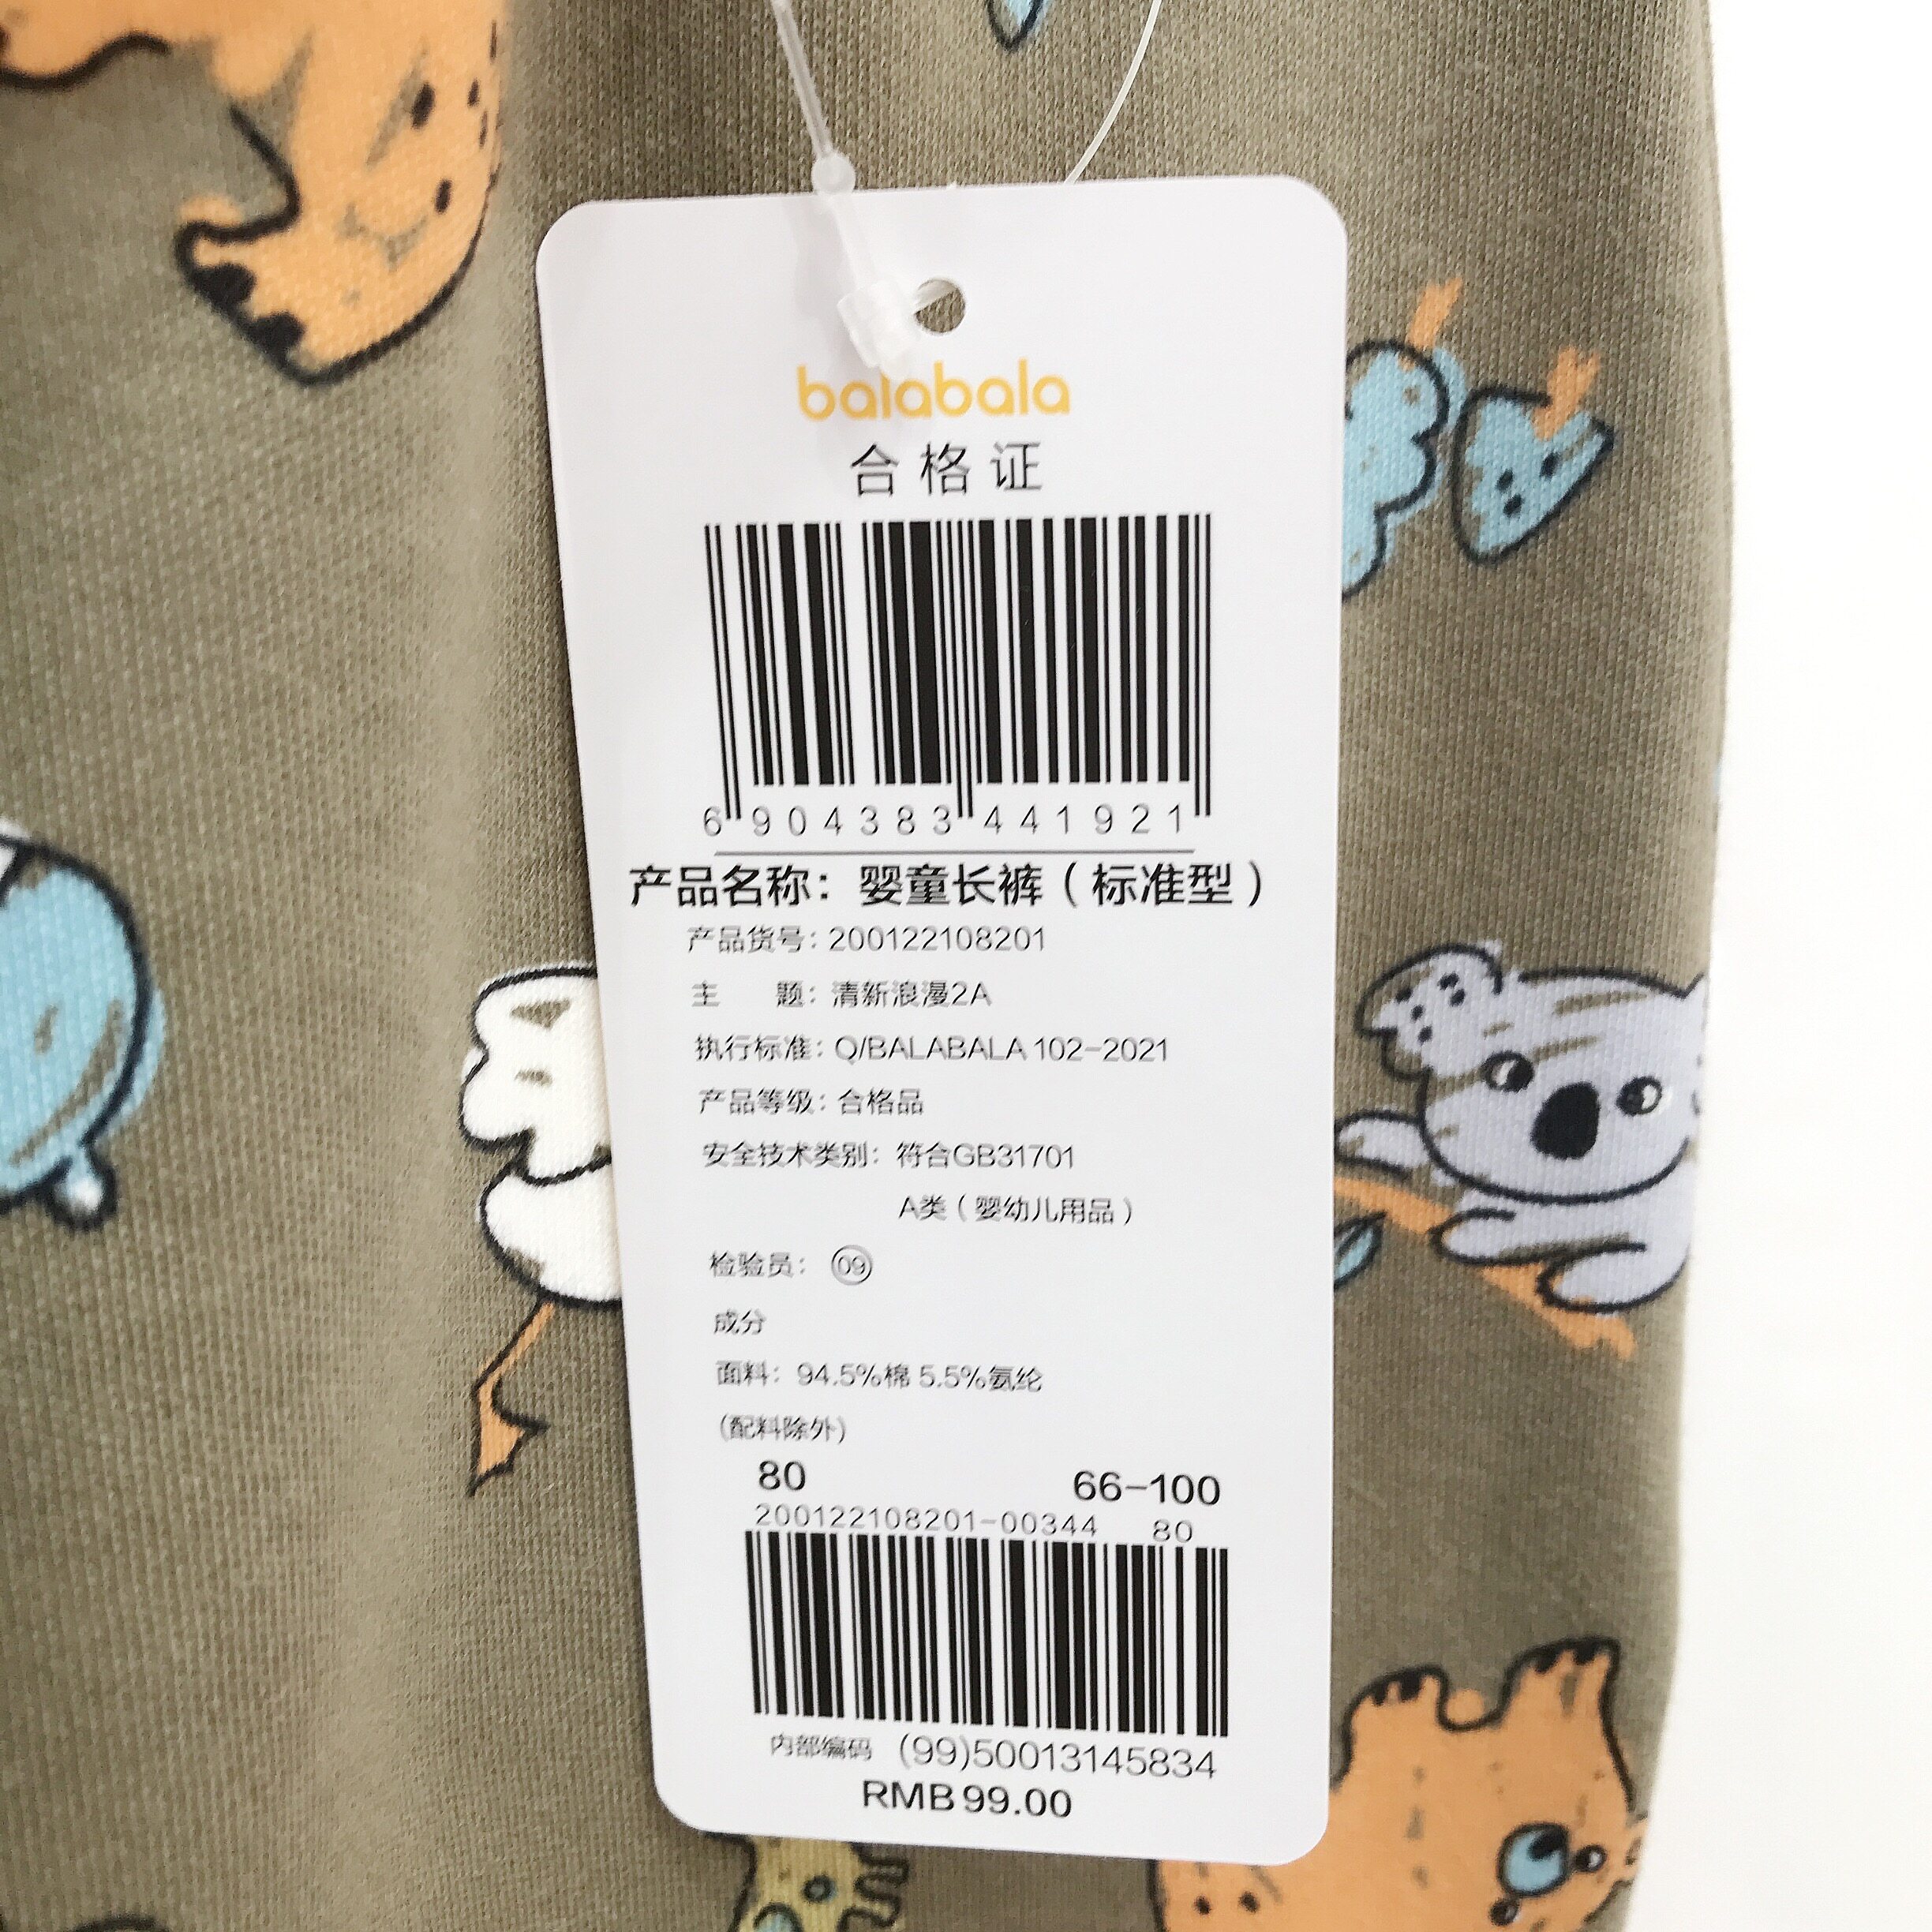 balabala
合格证
6 904383 441921
产品名称：婴童长裤（标准型）
产品货号：200122108201
主 题：清新浪漫2A
执行标准：Q/BALABALA 102-2021
产品等级：合格品
安全技术类别：符合GB31701
A类（婴幼儿用品）
检验员：09
成分
面料：94.5%棉 5.5%氨纶
(配料除外)
80 66-100
200122108201-00344 80
内部编码 (99)50013145834
RMB 99.00